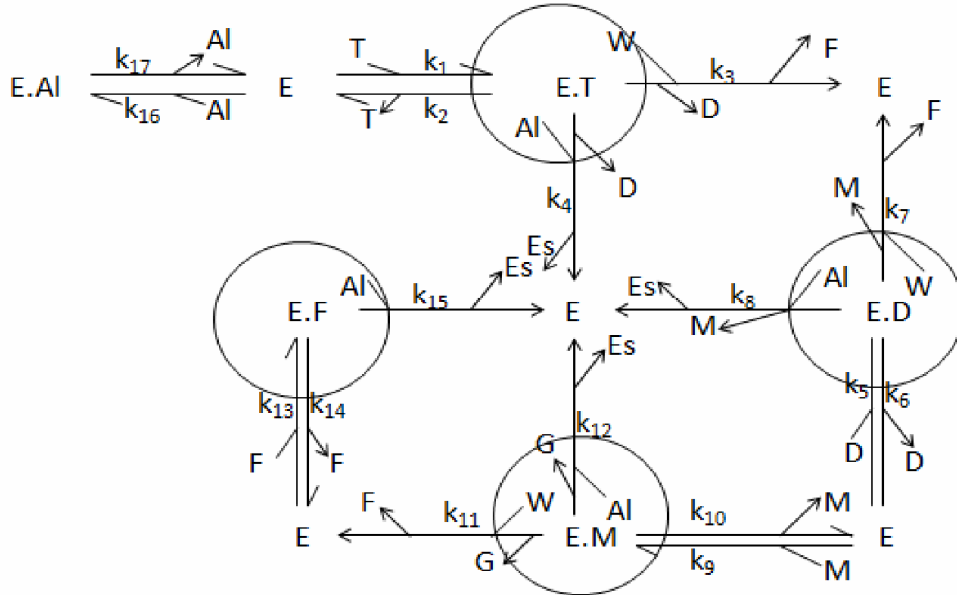 W F
k17 Al T k1 k3
E.Al E E.T E
k16 Al T k2 D F
Al
D M
k4 k7
Es Es Es Al W
Al k15 k8
E.F E E.D
M
Es
k13 k14 k5 k6
k12
F F G D D
F k11 W Al k10 M
E E.M E
G k9 M